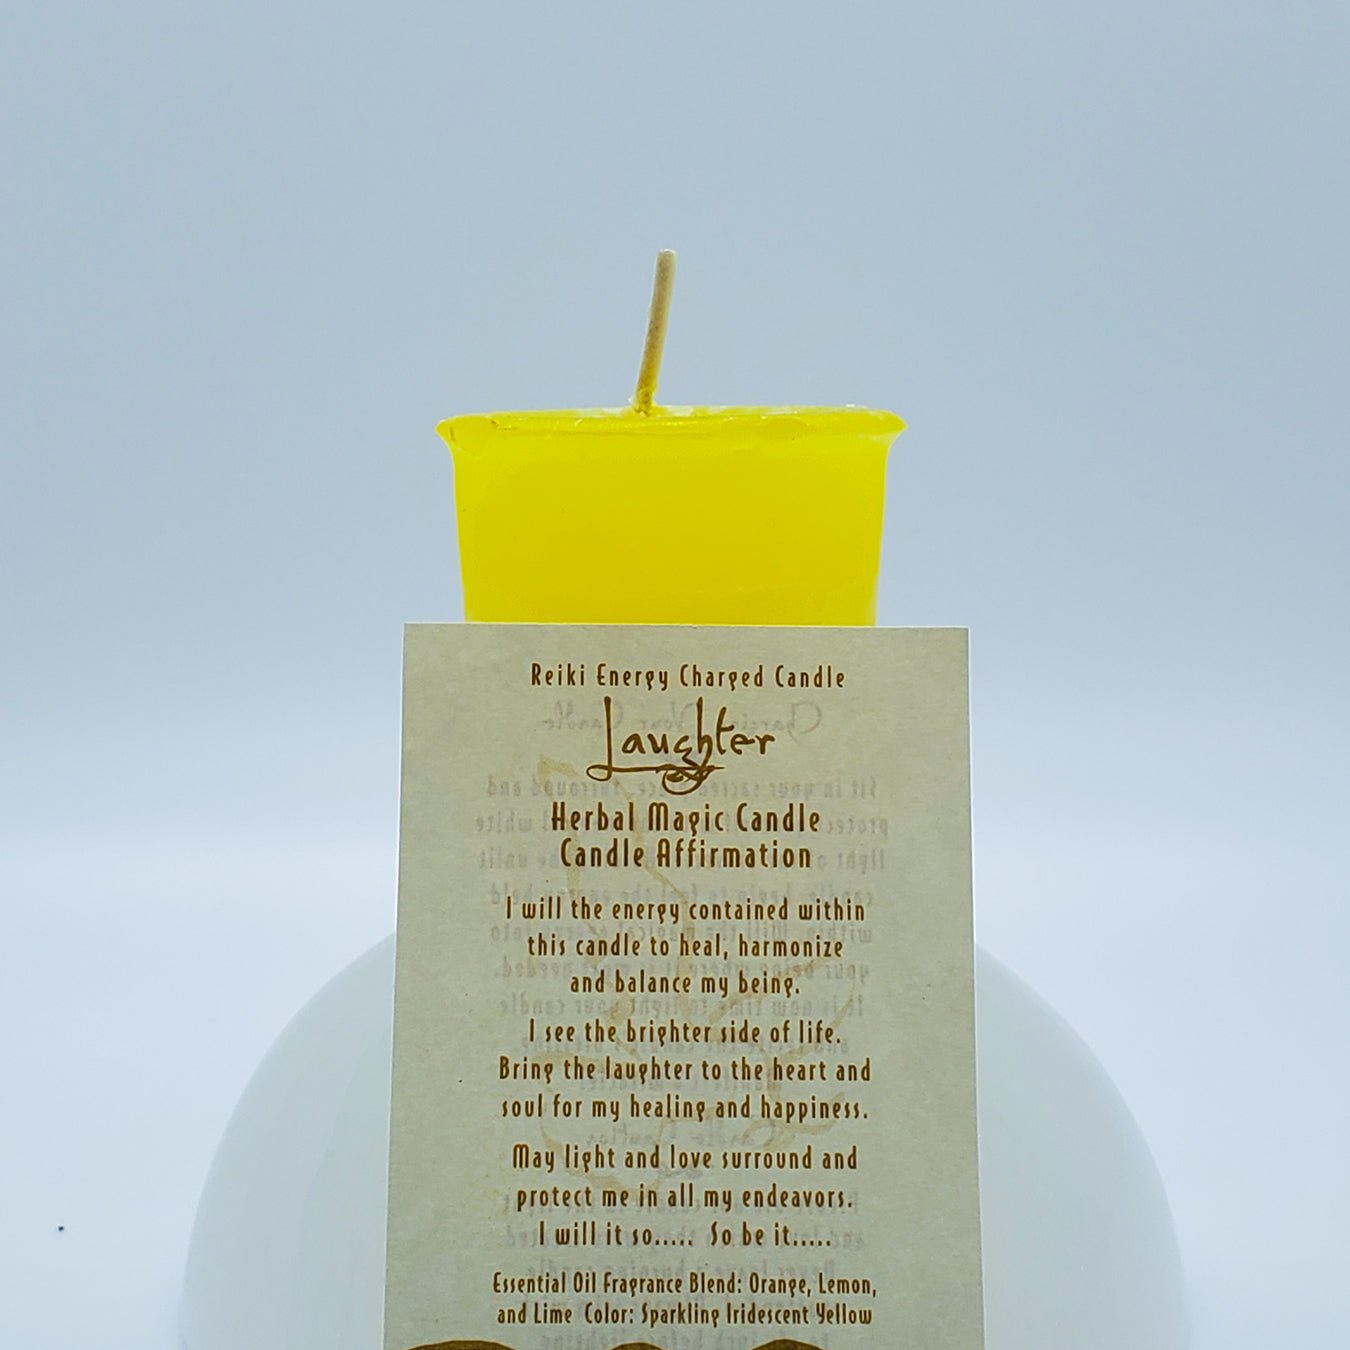 Reiki Energy Charged Candle
Laughter
Herbal Magic Candle
Candle Affirmation
I will the energy contained within
this candle to heal, harmonize
and balance my being.
I see the brighter side of life.
Bring the laughter to the heart and
soul for my healing and happiness.
May light and love surround and
protect me in all my endeavors.
I will it so..... So be it.....
Essential Oil Fragrance Blend: Orange, Lemon,
and Lime Color: Sparkling Iridescent Yellow